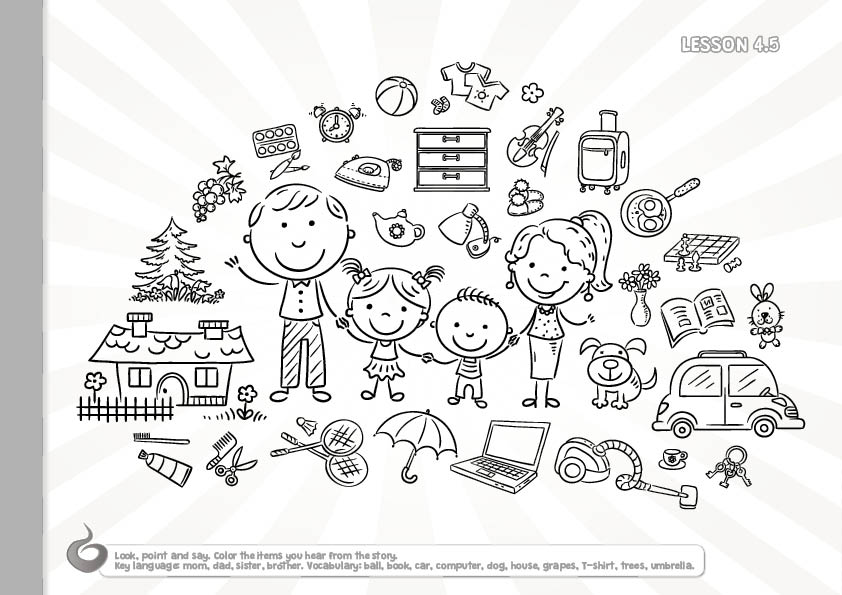 LESSON 4.5
Look, point and say. Color the items you hear from the story.
Key language: mom, dad, sister, brother. Vocabulary: ball, book, car, computer, dog, house, grapes, T-shirt, trees, umbrella.